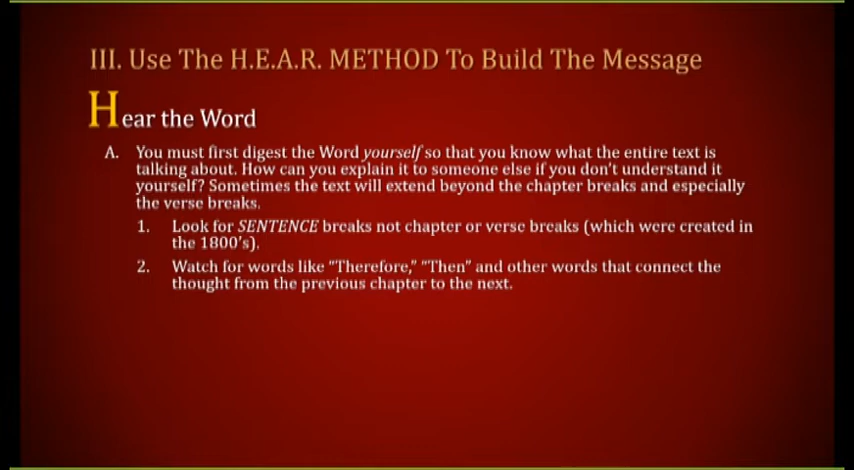 III. Use The H.E.A.R. METHOD To Build The Message
Hear the Word
A. You must first digest the Word yourself so that you know what the entire text is
talking about. How can you explain it to someone else if you don't understand it
yourself? Sometimes the text will extend beyond the chapter breaks and especially
the verse breaks.
1. Look for SENTENCE breaks not chapter or verse breaks (which were created in
the 1800's).
2. Watch for words like "Therefore," "Then" and other words that connect the
thought from the previous chapter to the next.